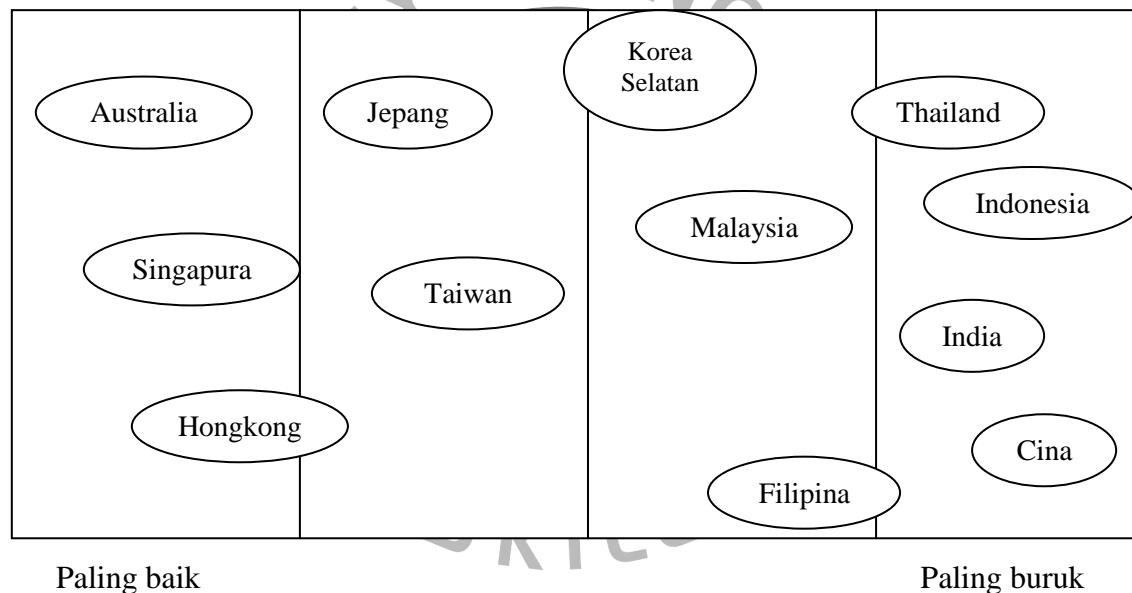 Korea
Selatan
Australia
Jepang
Thailand
Indonesia
Malaysia
Singapura
Taiwan
India
Hongkong
Cina
Filipina
Paling baik
Paling buruk